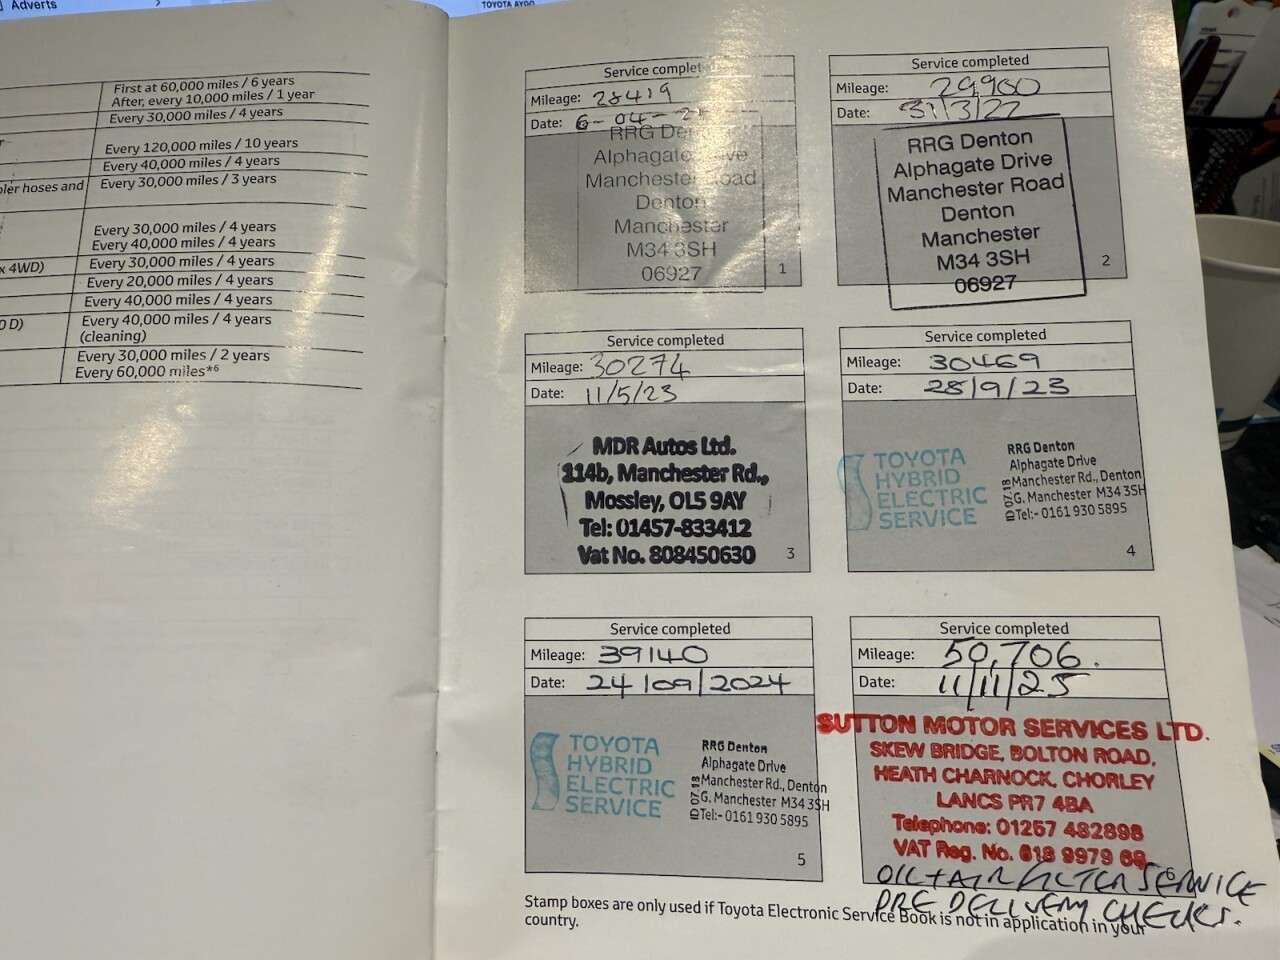 Adverts
TOYOTA AYGO
First at 60,000 miles / 6 years
After, every 10,000 miles / 1 year
Every 30,000 miles / 4 years
Every 120,000 miles / 10 years
Every 40,000 miles / 4 years
oler hoses and Every 30,000 miles / 3 years
Every 30,000 miles / 4 years
Every 40,000 miles / 4 years
x 4WD) Every 30,000 miles / 4 years
Every 20,000 miles / 4 years
Every 40,000 miles / 4 years
0 D) Every 40,000 miles / 4 years
(cleaning)
Every 30,000 miles / 2 years
Every 60,000 miles*6
Service completed
Mileage: 28419
Date: 6-04-21
RRG Denton
Alphagate Drive
Manchester Road
Denton
Manchester
M34 3SH
06927
1
Service completed
Mileage: 29,960
Date: 31/3/22
RRG Denton
Alphagate Drive
Manchester Road
Denton
Manchester
M34 3SH
06927
2
Service completed
Mileage: 30274
Date: 11/5/23
MDR Autos Ltd.
114b, Manchester Rd.,
Mossley, OL5 9AY
Tel: 01457-833412
Vat No. 808450630
3
Service completed
Mileage: 30469
Date: 28/9/23
TOYOTA
HYBRID
ELECTRIC
SERVICE
RRG Denton
Alphagate Drive
Manchester Rd., Denton
G. Manchester M34 3SH
Tel:- 0161 930 5895
4
Service completed
Mileage: 39140
Date: 24/09/2024
TOYOTA
HYBRID
ELECTRIC
SERVICE
RRG Denton
Alphagate Drive
Manchester Rd., Denton
G. Manchester M34 3SH
Tel:- 0161 930 5895
5
Service completed
Mileage: 50,706.
Date: 11/11/25
SUTTON MOTOR SERVICES LTD.
SKEW BRIDGE, BOLTON ROAD,
HEATH CHARNOCK, CHORLEY
LANCS PR7 4BA
Telephone: 01257 482898
VAT Reg. No. 618 9979 68
OIL + AIR FILTER SERVICE
PRE DELIVERY CHECKS.
Stamp boxes are only used if Toyota Electronic Service Book is not in application in your
country.